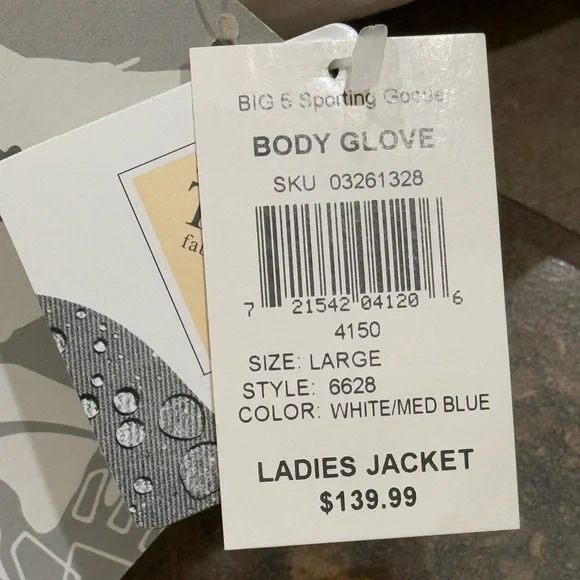 BIG 5 Sporting Goods
BODY GLOVE
SKU 03261328
7 21542 04120 6
4150
SIZE: LARGE
STYLE: 6628
COLOR: WHITE/MED BLUE
LADIES JACKET
$139.99